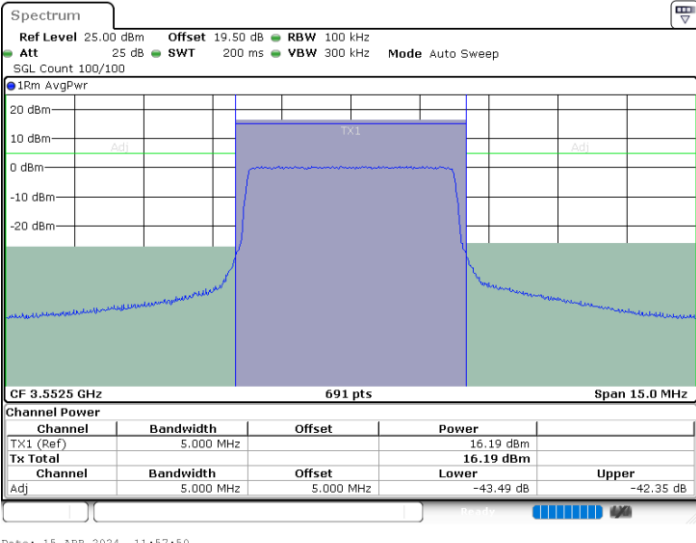 Spectrum
Ref Level 25.00 dBm Offset 19.50 dB RBW 100 kHz
Att 25 dB SWT 200 ms VBW 300 kHz Mode Auto Sweep
SGL Count 100/100
1Rm AvgPwr
20 dBm
TX1
10 dBm
Adj Adj
0 dBm
-10 dBm
-20 dBm
CF 3.5525 GHz 691 pts Span 15.0 MHz
Channel Power
Channel Bandwidth Offset Power
TX1 (Ref) 5.000 MHz 16.19 dBm
Tx Total 16.19 dBm
Channel Bandwidth Offset Lower Upper
Adj 5.000 MHz 5.000 MHz -43.49 dB -42.35 dB
Ready